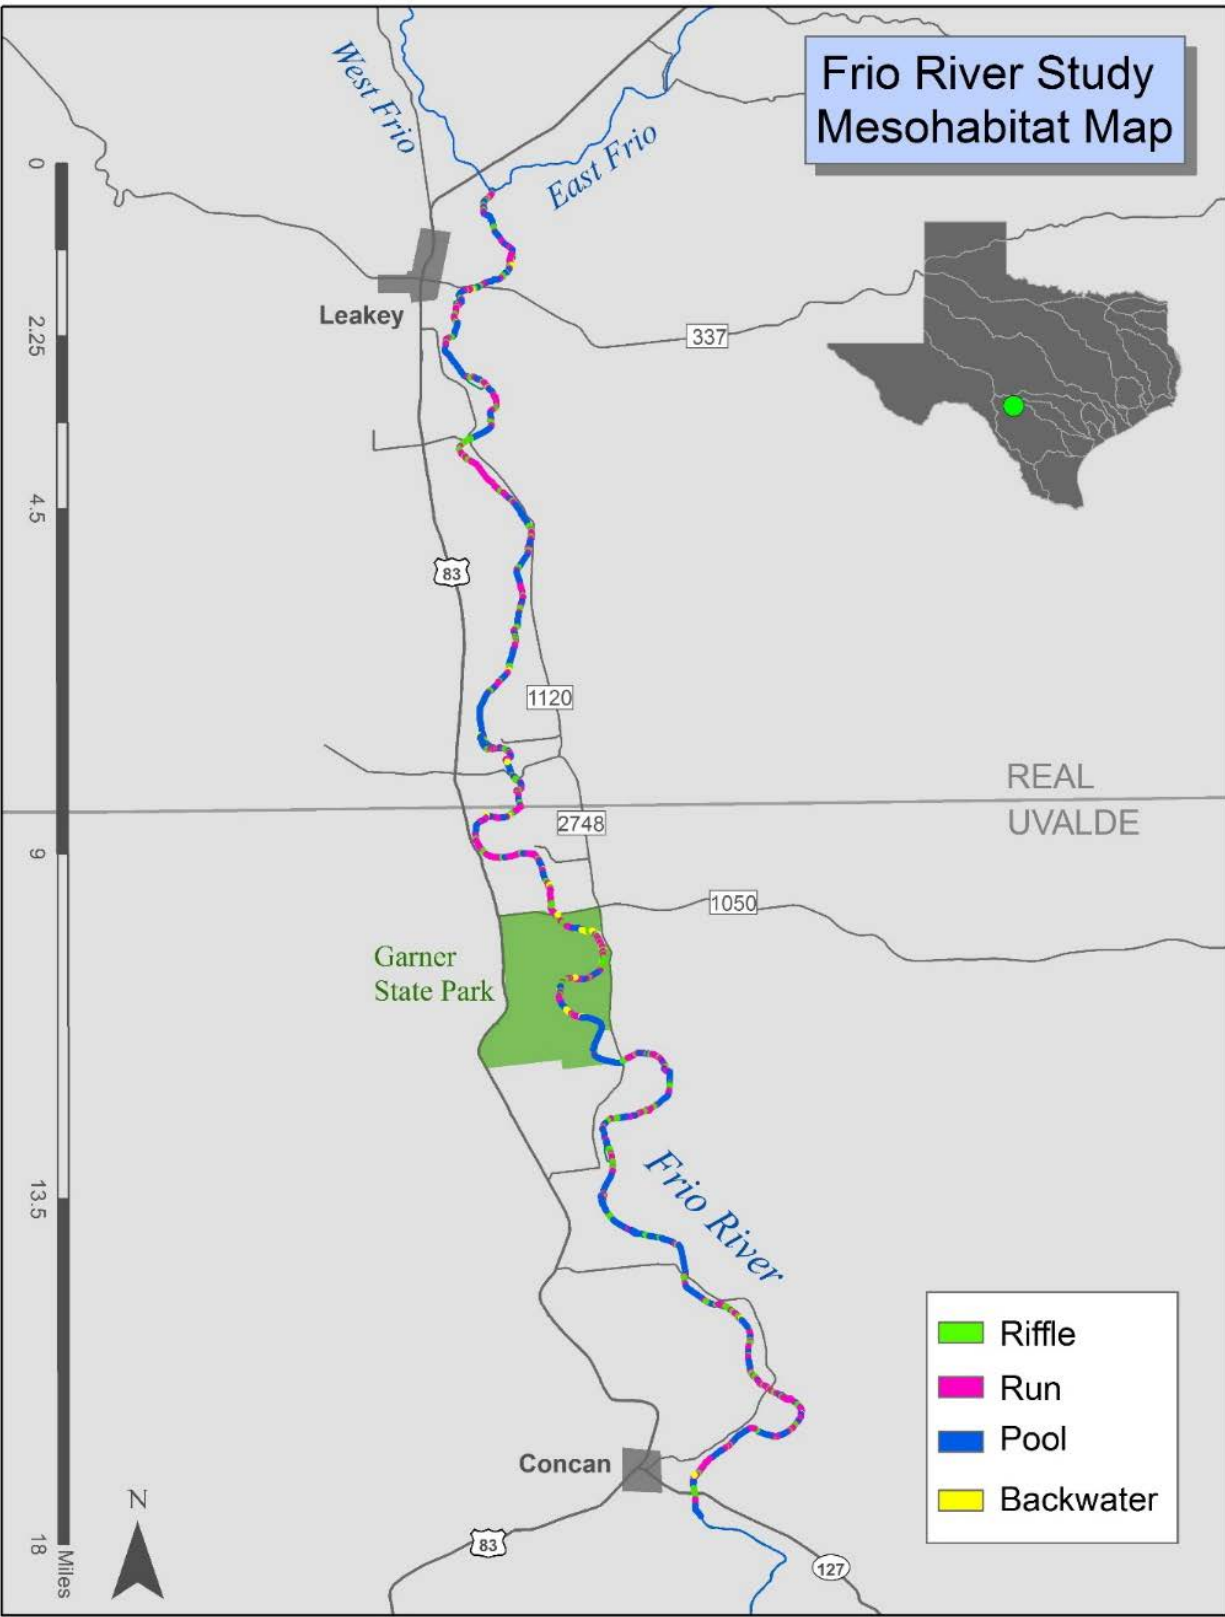 Frio River Study
Mesohabitat Map
West Frio
East Frio
0
2.25
4.5
9
13.5
18
Miles
Leakey
337
83
1120
REAL
UVALDE
2748
1050
Garner
State Park
Frio River
Concan
83
127
N
Riffle
Run
Pool
Backwater